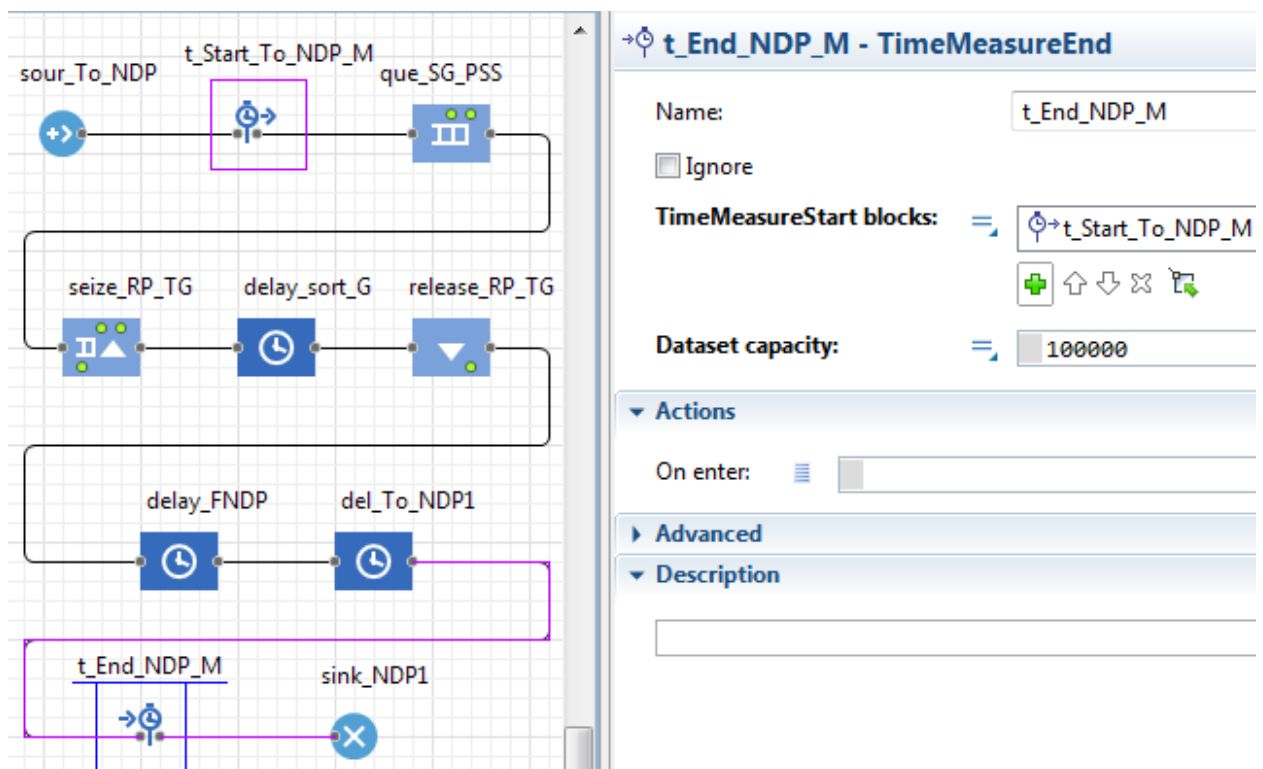 sour_To_NDP
t_Start_To_NDP_M
que_SG_PSS
seize_RP_TG
delay_sort_G
release_RP_TG
delay_FNDP
del_To_NDP1
t_End_NDP_M
sink_NDP1
t_End_NDP_M - TimeMeasureEnd
Name: t_End_NDP_M
Ignore
TimeMeasureStart blocks: t_Start_To_NDP_M
Dataset capacity: 100000
Actions
On enter:
Advanced
Description